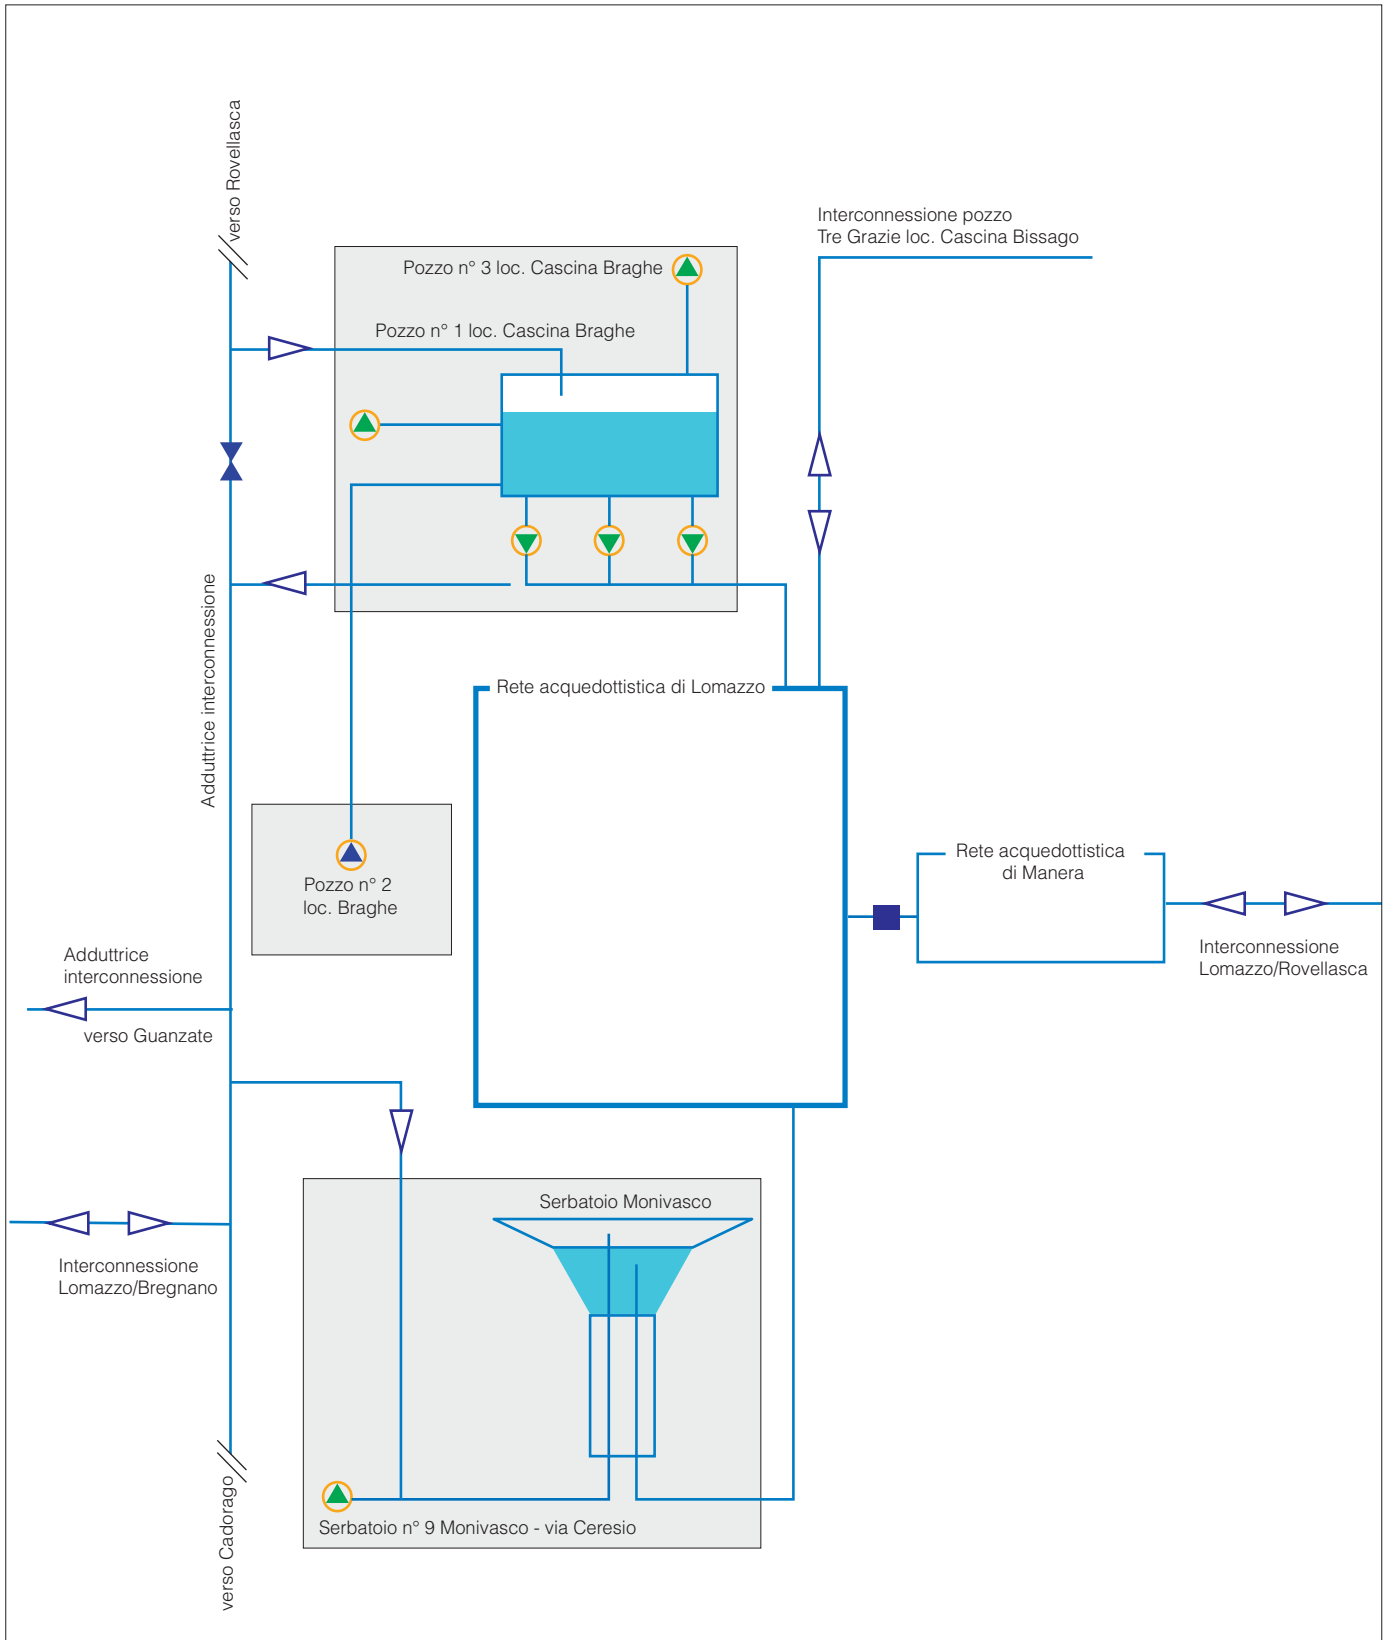 verso Rovellasca
Interconnessione pozzo
Tre Grazie loc. Cascina Bissago
Pozzo n° 3 loc. Cascina Braghe
Pozzo n° 1 loc. Cascina Braghe
Adduttrice interconnessione
Rete acquedottistica di Lomazzo
Pozzo n° 2
loc. Braghe
Rete acquedottistica
di Manera
Interconnessione
Lomazzo/Rovellasca
Adduttrice
interconnessione
verso Guanzate
Serbatoio Monivasco
Interconnessione
Lomazzo/Bregnano
verso Cadorago
Serbatoio n° 9 Monivasco - via Ceresio